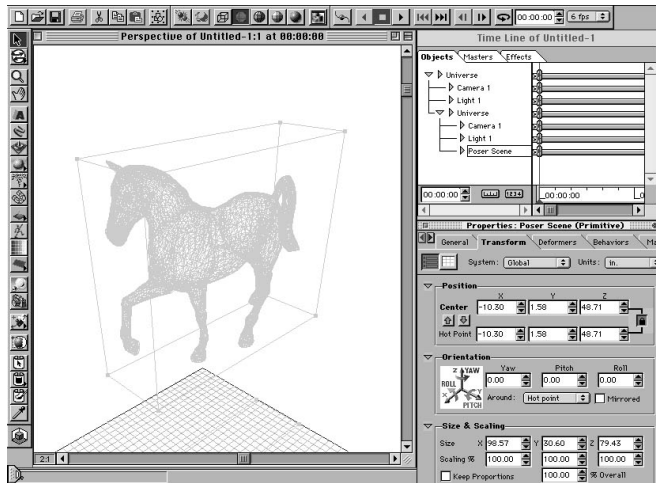 00:00:00 6 fps
Perspective of Untitled-1:1 at 00:00:00
Time Line of Untitled-1
Objects Masters Effects
Universe
Camera 1
Light 1
Universe
Camera 1
Light 1
Poser Scene
00:00:00 1234 00:00:00
Properties: Poser Scene (Primitive)
General Transform Deformers Behaviors Ma
System: Global Units: in.
Position
X Y Z
Center -10.30 1.58 48.71
Hot Point -10.30 1.58 48.71
Orientation
Yaw Pitch Roll
Z YAW
ROLL
X Y
PITCH
0.00 0.00 0.00
Around: Hot point Mirrored
Size & Scaling
Size X 98.57 Y 30.60 Z 79.43
Scaling % 100.00 100.00 100.00
Keep Proportions 100.00 % Overall
2:1